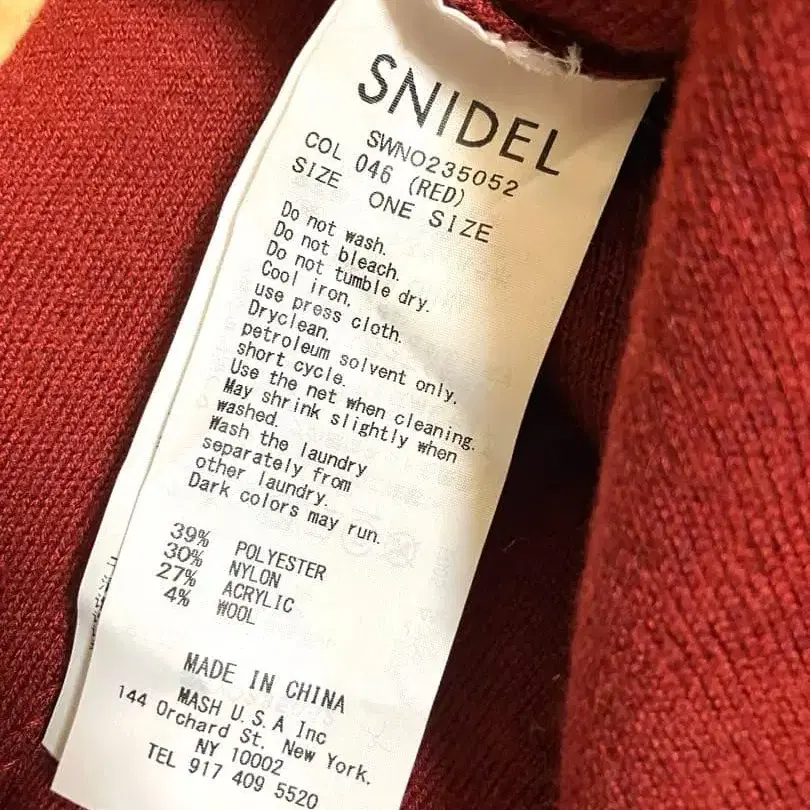 SNIDEL
SWNO235052
COL 046 (RED)
SIZE ONE SIZE
Do not wash.
Do not bleach.
Do not tumble dry.
Cool iron.
use press cloth.
Dryclean.
petroleum solvent only.
short cycle.
Use the net when cleaning.
May shrink slightly when
washed.
Wash the laundry
separately from
other laundry.
Dark colors may run.
39% POLYESTER
30% NYLON
27% ACRYLIC
4% WOOL
MADE IN CHINA
MASH U.S.A Inc
144 Orchard St. New York.
NY 10002
TEL 917 409 5520